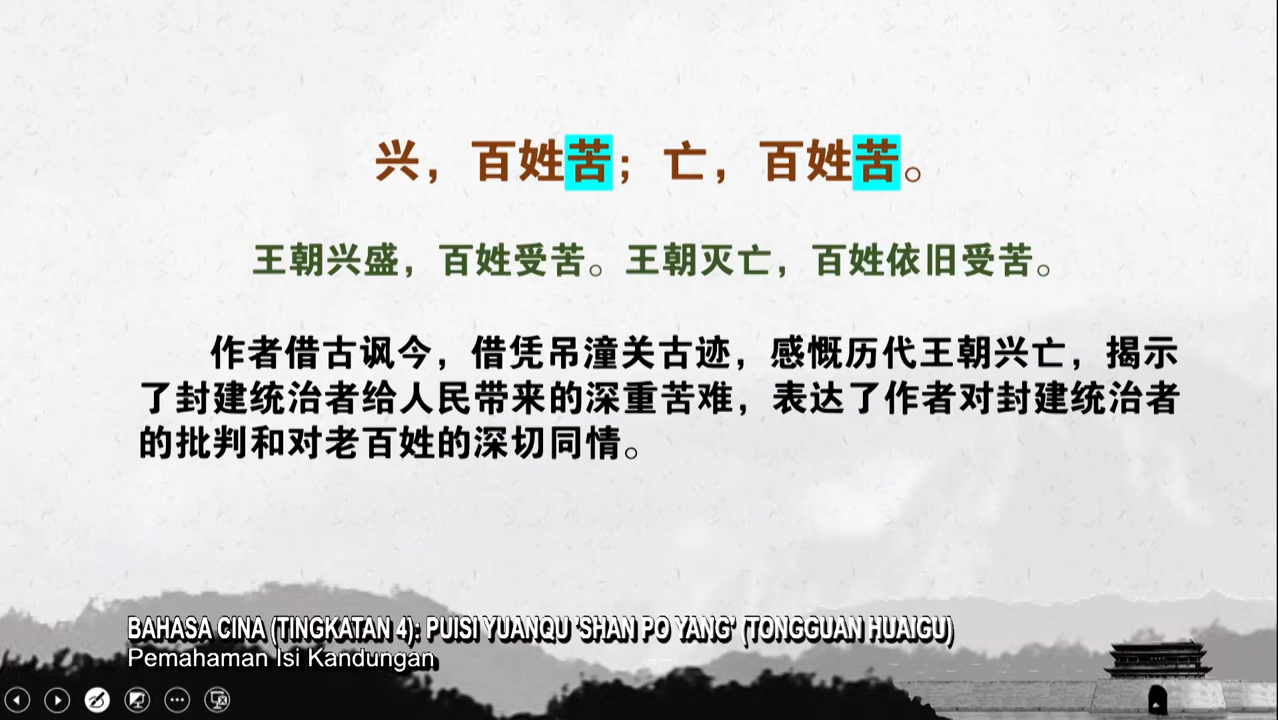 兴，百姓苦；亡，百姓苦。
王朝兴盛，百姓受苦。王朝灭亡，百姓依旧受苦。
作者借古讽今，借凭吊潼关古迹，感慨历代王朝兴亡，揭示
了封建统治者给人民带来的深重苦难，表达了作者对封建统治者
的批判和对老百姓的深切同情。
BAHASA CINA (TINGKATAN 4): PUISI YUANQU 'SHAN PO YANG' (TONGGUAN HUAIGU)
Pemahaman Isi Kandungan